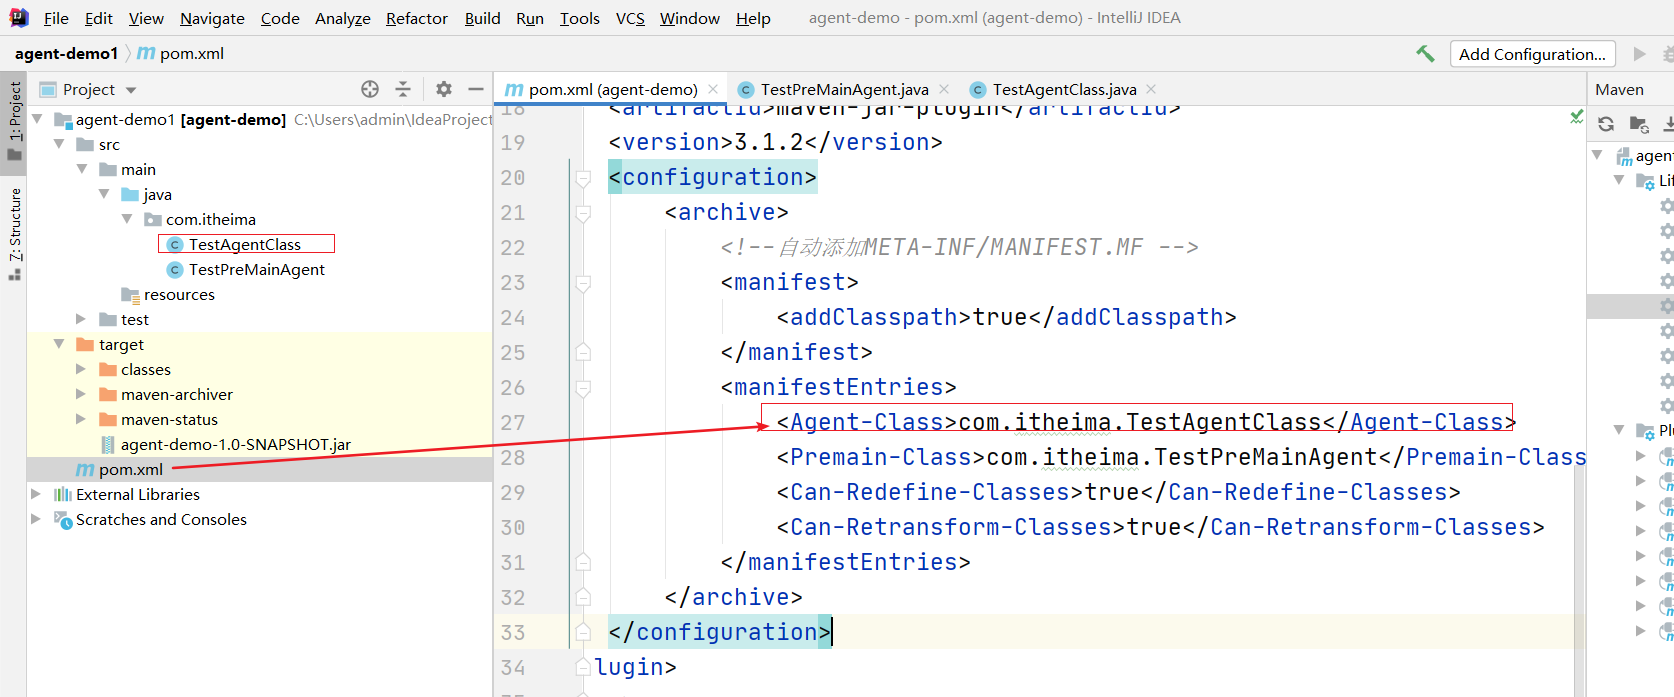 File Edit View Navigate Code Analyze Refactor Build Run Tools VCS Window Help agent-demo - pom.xml (agent-demo) - IntelliJ IDEA
agent-demo1 pom.xml Add Configuration...
1: Project
Z: Structure
Project
agent-demo1 [agent-demo] C:\Users\admin\IdeaProject
src
main
java
com.itheima
TestAgentClass
TestPreMainAgent
resources
test
target
classes
maven-archiver
maven-status
agent-demo-1.0-SNAPSHOT.jar
pom.xml
External Libraries
Scratches and Consoles
pom.xml (agent-demo) TestPreMainAgent.java TestAgentClass.java
18 <artifactId>maven-jar-plugin</artifactId>
19 <version>3.1.2</version>
20 <configuration>
21 <archive>
22 <!--自动添加META-INF/MANIFEST.MF -->
23 <manifest>
24 <addClasspath>true</addClasspath>
25 </manifest>
26 <manifestEntries>
27 <Agent-Class>com.itheima.TestAgentClass</Agent-Class>
28 <Premain-Class>com.itheima.TestPreMainAgent</Premain-Class
29 <Can-Redefine-Classes>true</Can-Redefine-Classes>
30 <Can-Retransform-Classes>true</Can-Retransform-Classes>
31 </manifestEntries>
32 </archive>
33 </configuration>
34 lugin>
Maven
agent
Lif
Pl